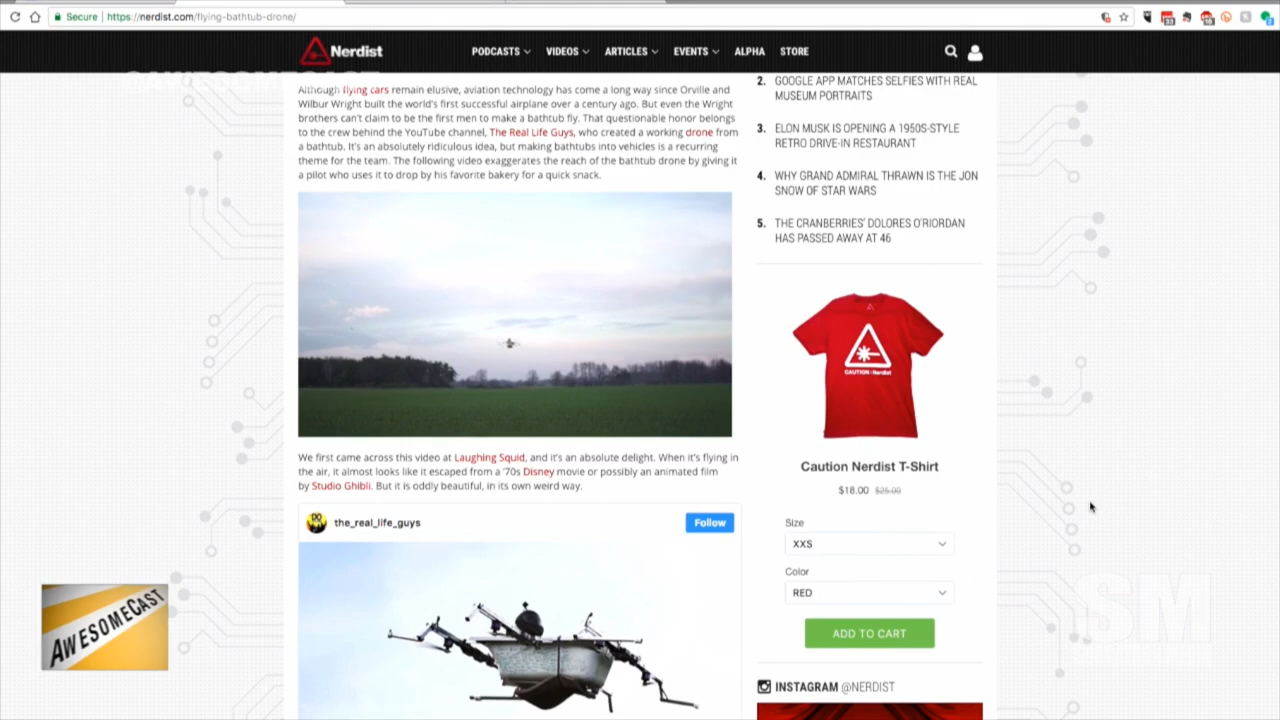 Secure
https://nerdist.com/flying-bathtub-drone/
Nerdist
PODCASTS
VIDEOS
ARTICLES
EVENTS
ALPHA
STORE
#AWESOMECAST
Although flying cars remain elusive, aviation technology has come a long way since Orville and
Wilbur Wright built the world's first successful airplane over a century ago. But even the Wright
brothers can't claim to be the first men to make a bathtub fly. That questionable honor belongs
to the crew behind the YouTube channel, The Real Life Guys, who created a working drone from
a bathtub. It's an absolutely ridiculous idea, but making bathtubs into vehicles is a recurring
theme for the team. The following video exaggerates the reach of the bathtub drone by giving it
a pilot who uses it to drop by his favorite bakery for a quick snack.
We first came across this video at Laughing Squid, and it's an absolute delight. When it's flying in
the air, it almost looks like it escaped from a '70s Disney movie or possibly an animated film
by Studio Ghibli. But it is oddly beautiful, in its own weird way.
the_real_life_guys
Follow
2. GOOGLE APP MATCHES SELFIES WITH REAL
MUSEUM PORTRAITS
3. ELON MUSK IS OPENING A 1950S-STYLE
RETRO DRIVE-IN RESTAURANT
4. WHY GRAND ADMIRAL THRAWN IS THE JON
SNOW OF STAR WARS
5. THE CRANBERRIES' DOLORES O'RIORDAN
HAS PASSED AWAY AT 46
CAUTION: Nerdist
Caution Nerdist T-Shirt
$18.00 $25.00
Size
XXS
Color
RED
ADD TO CART
INSTAGRAM @NERDIST
AWESOMECAST
SM